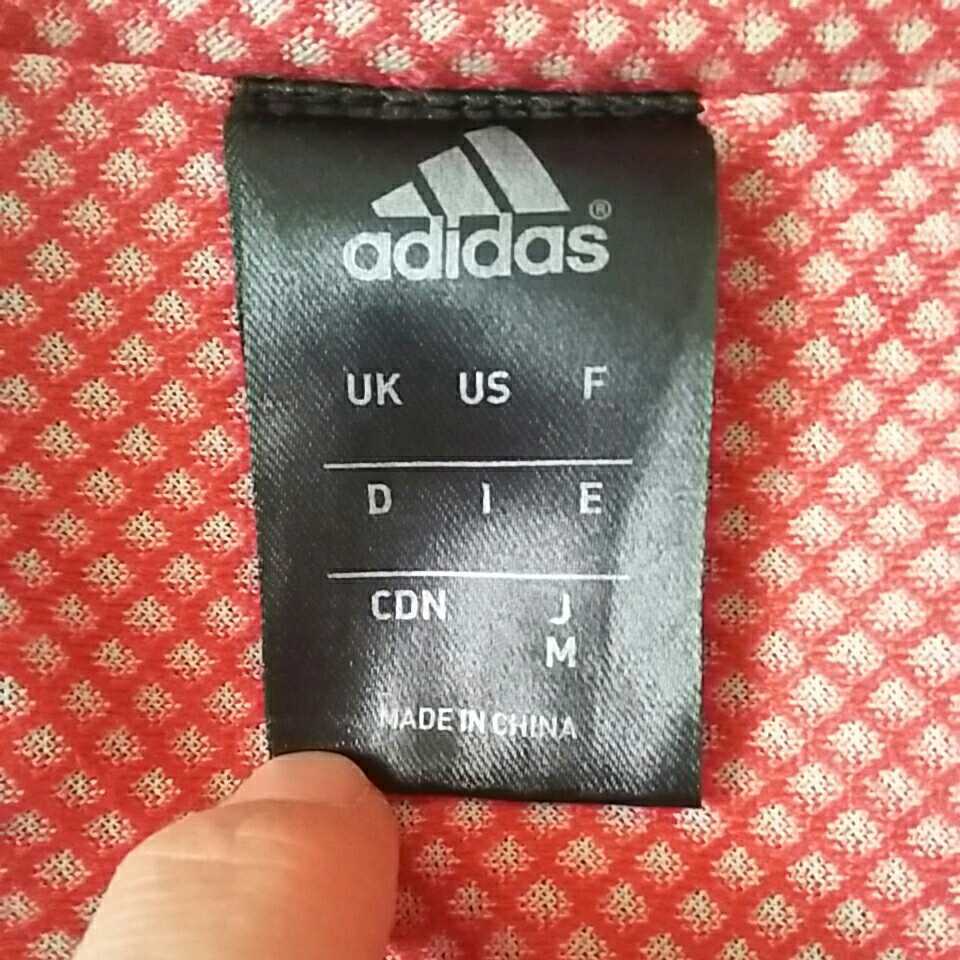 adidas®
UK US F
D I E
CDN J
M
MADE IN CHINA